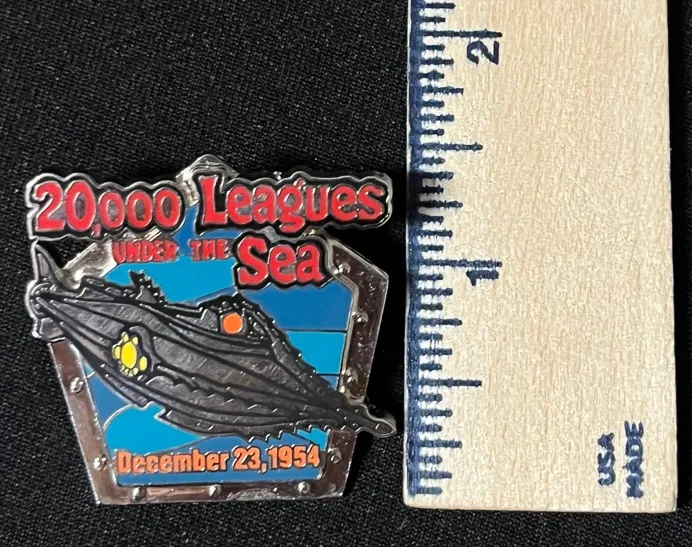 20,000 Leagues
UNDER THE Sea
December 23, 1954
2
1
USA
MADE